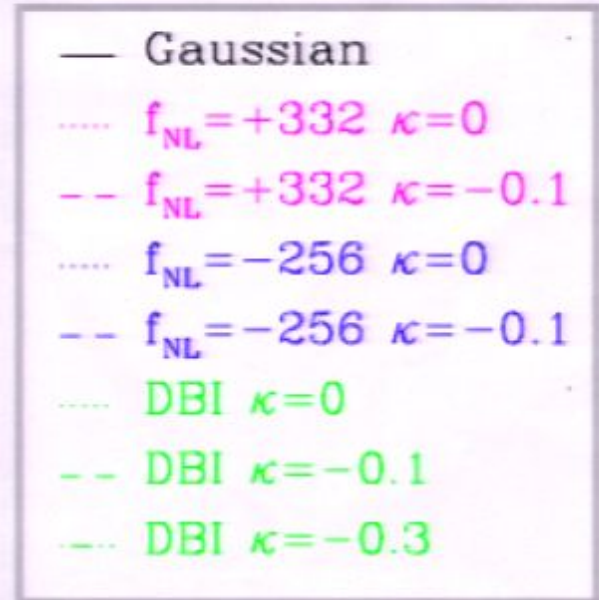 Gaussian
f_NL=+332 κ=0
f_NL=+332 κ=-0.1
f_NL=-256 κ=0
f_NL=-256 κ=-0.1
DBI κ=0
DBI κ=-0.1
DBI κ=-0.3